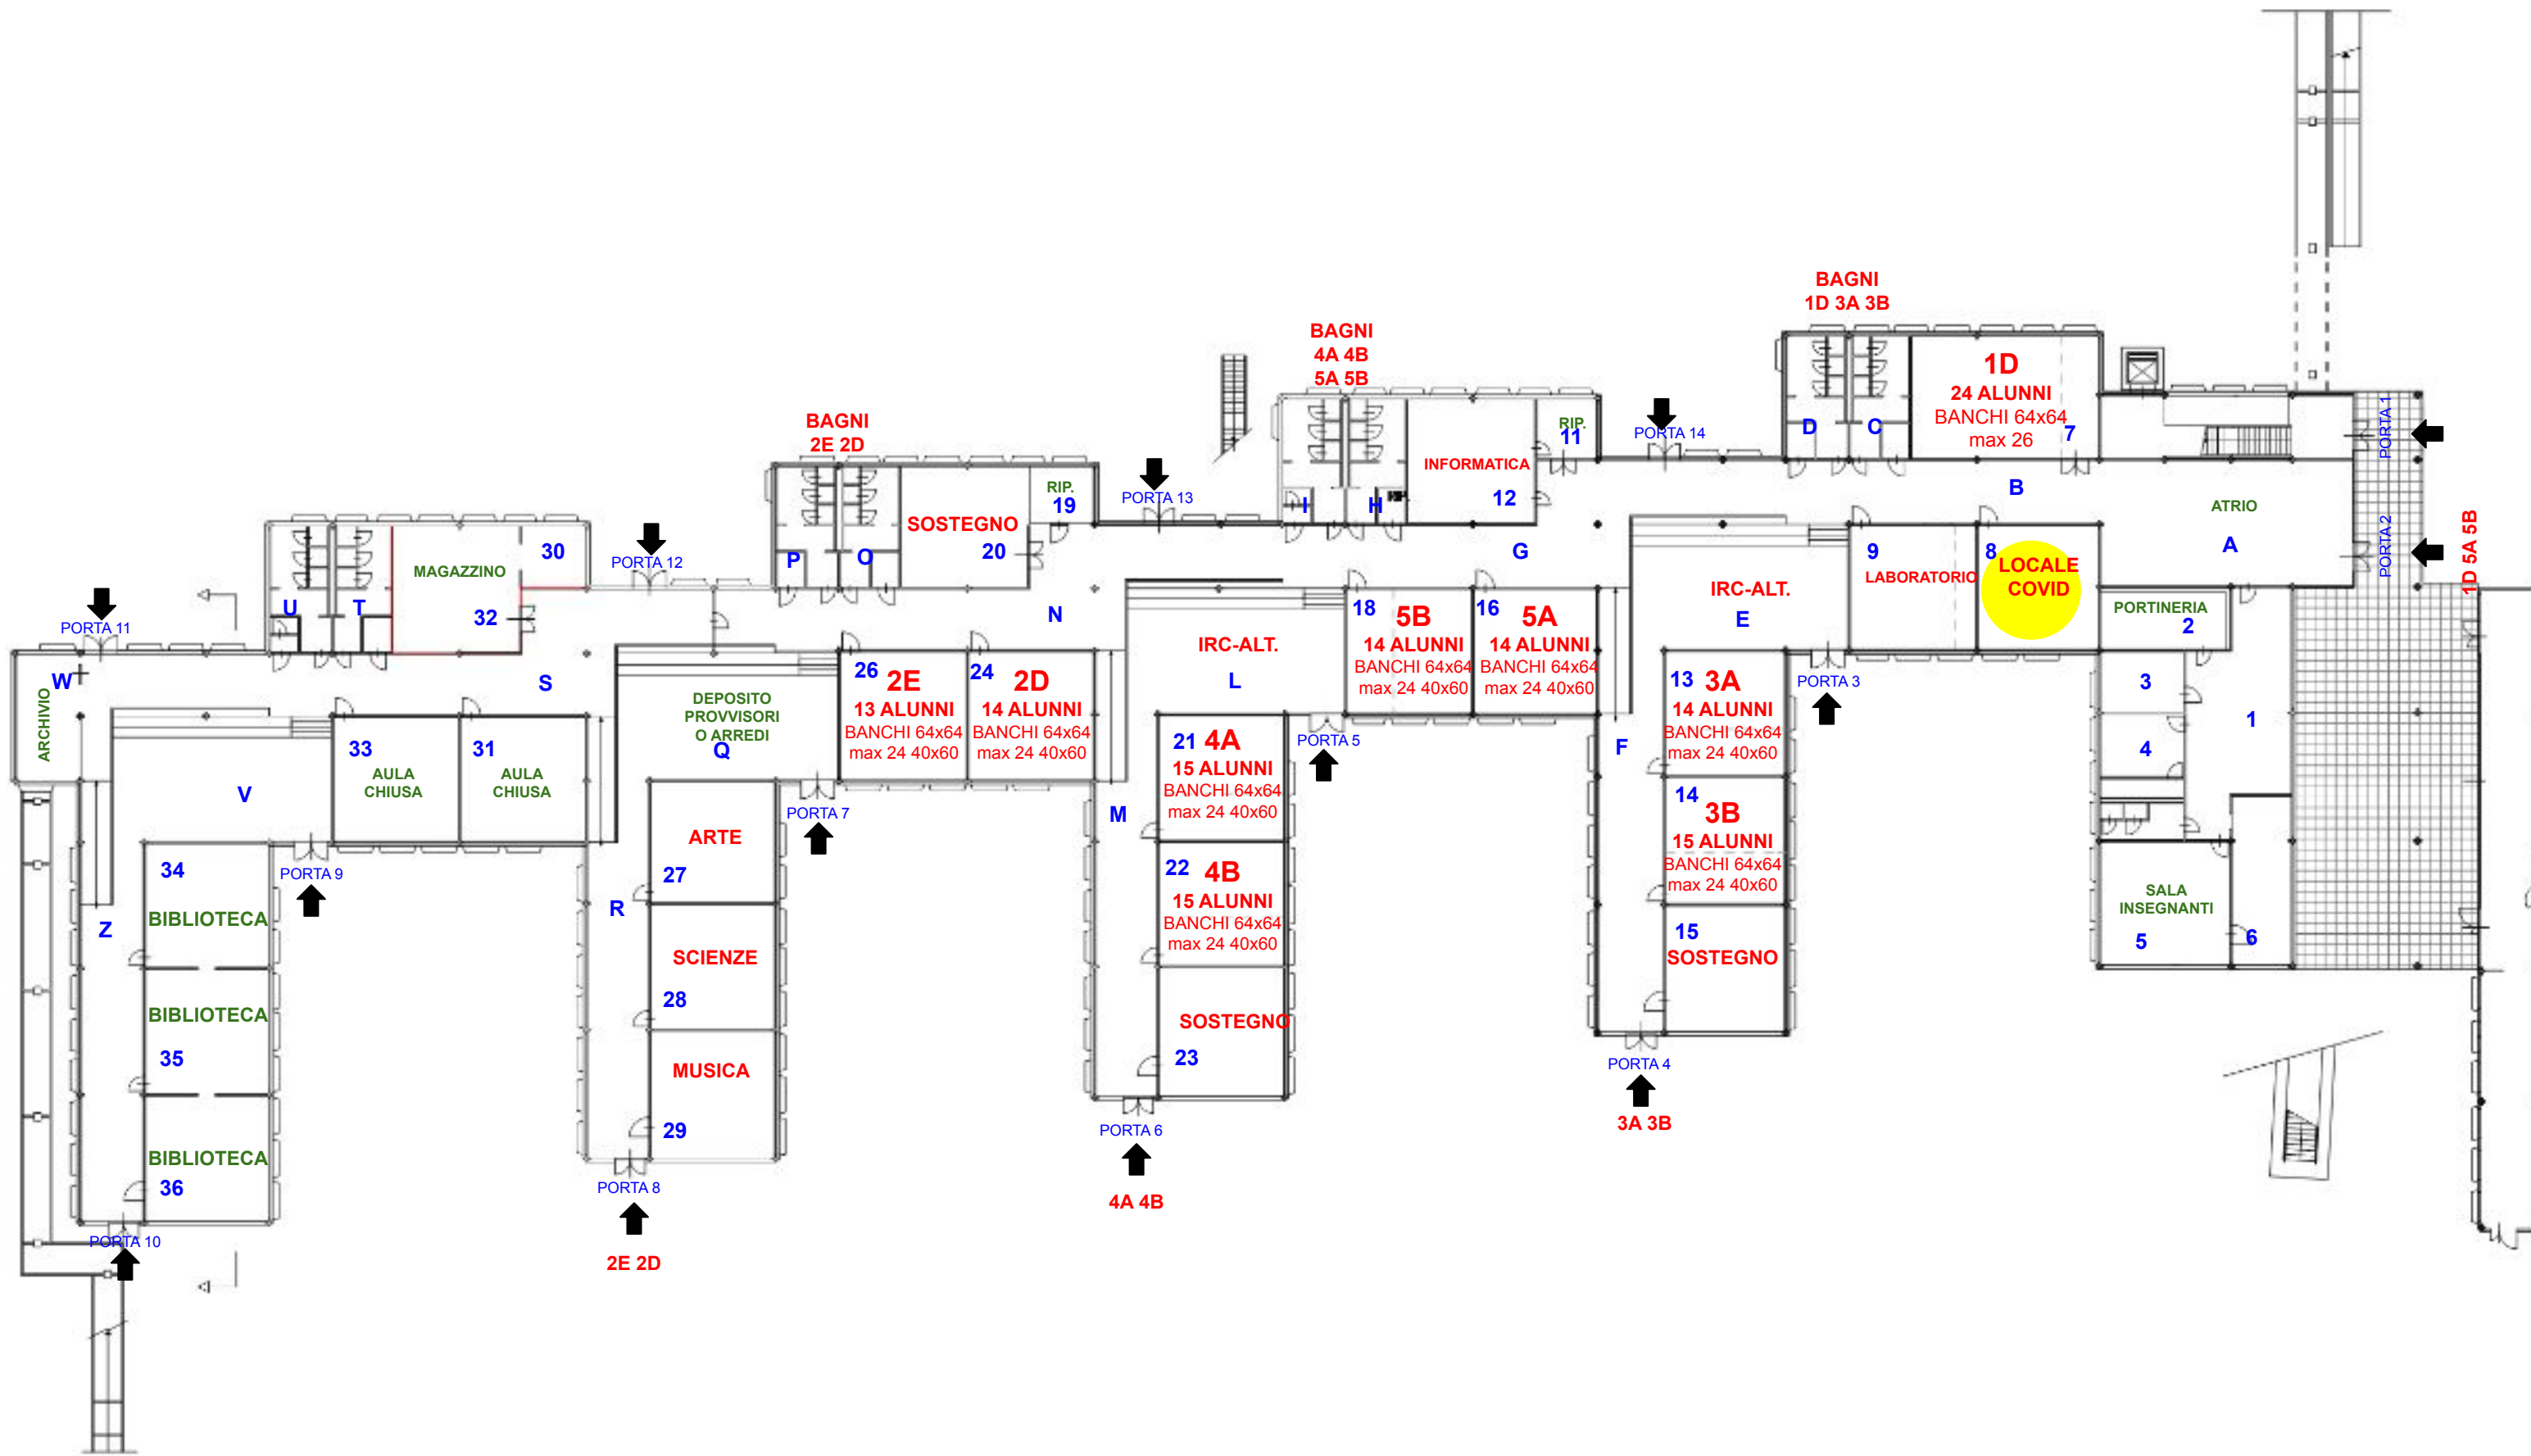 BAGNI
1D 3A 3B
BAGNI
4A 4B
5A 5B
BAGNI
2E 2D
1D
24 ALUNNI
BANCHI 64x64
max 26
7
D
C
PORTA 1
PORTA 2
1D 5A 5B
B
ATRIO
A
RIP.
11
PORTA 14
INFORMATICA
12
I
H
G
PORTA 13
RIP.
19
SOSTEGNO
20
P
O
N
PORTA 12
30
MAGAZZINO
32
U
T
S
PORTA 11
W
ARCHIVIO
9
LABORATORIO
8
LOCALE
COVID
PORTINERIA
2
3
4
1
SALA
INSEGNANTI
5
6
IRC-ALT.
E
PORTA 3
13
3A
14 ALUNNI
BANCHI 64x64
max 24 40x60
14
3B
15 ALUNNI
BANCHI 64x64
max 24 40x60
15
SOSTEGNO
F
PORTA 4
3A 3B
18
5B
14 ALUNNI
BANCHI 64x64
max 24 40x60
16
5A
14 ALUNNI
BANCHI 64x64
max 24 40x60
IRC-ALT.
L
PORTA 5
21
4A
15 ALUNNI
BANCHI 64x64
max 24 40x60
22
4B
15 ALUNNI
BANCHI 64x64
max 24 40x60
SOSTEGNO
23
M
PORTA 6
4A 4B
26
2E
13 ALUNNI
BANCHI 64x64
max 24 40x60
24
2D
14 ALUNNI
BANCHI 64x64
max 24 40x60
DEPOSITO
PROVVISORI
O ARREDI
Q
PORTA 7
ARTE
27
SCIENZE
28
MUSICA
29
R
PORTA 8
2E 2D
33
AULA
CHIUSA
31
AULA
CHIUSA
V
PORTA 9
34
BIBLIOTECA
BIBLIOTECA
35
BIBLIOTECA
36
Z
PORTA 10